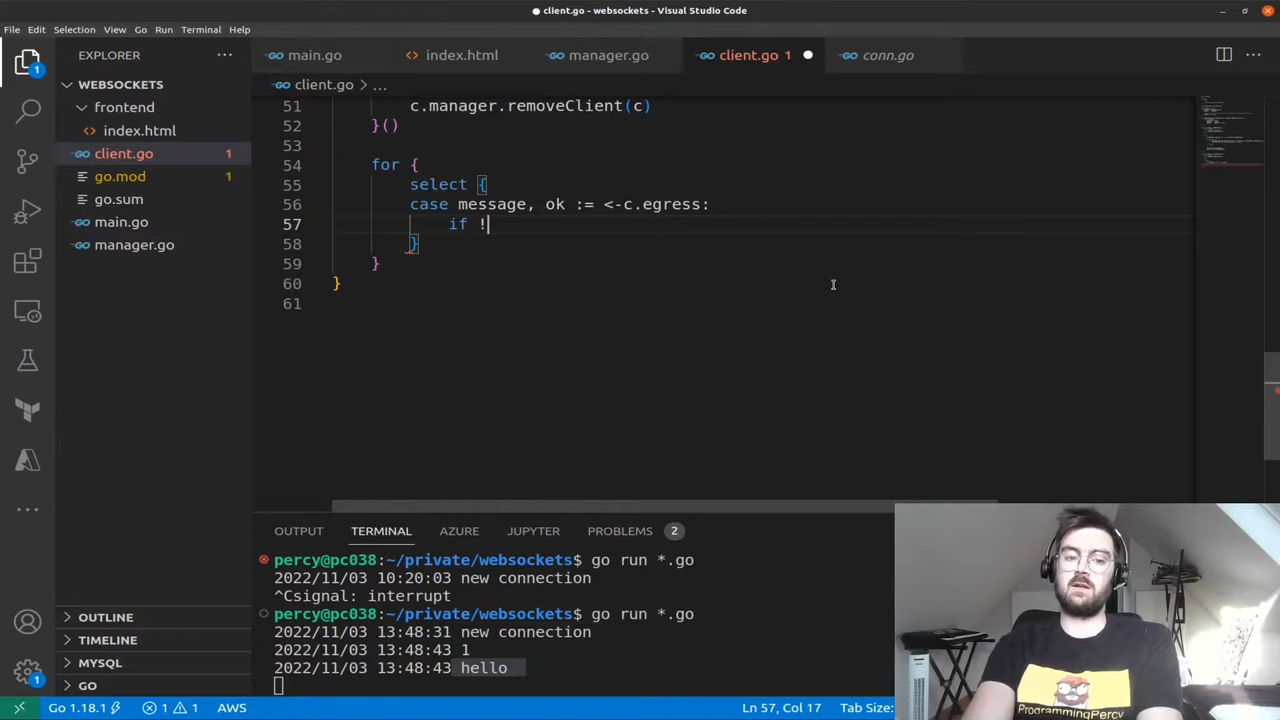 client.go - websockets - Visual Studio Code
File Edit Selection View Go Run Terminal Help
EXPLORER
main.go
index.html
manager.go
client.go 1
conn.go
client.go > ...
1
WEBSOCKETS
frontend
index.html
client.go 1
go.mod 1
go.sum
main.go
manager.go
51 c.manager.removeClient(c)
52 }()
53
54 for {
55 select {
56 case message, ok := <-c.egress:
57 if !
58 }
59 }
60 }
61
OUTPUT TERMINAL AZURE JUPYTER PROBLEMS 2
percy@pc038:~/private/websockets$ go run *.go
2022/11/03 10:20:03 new connection
^Csignal: interrupt
percy@pc038:~/private/websockets$ go run *.go
2022/11/03 13:48:31 new connection
2022/11/03 13:48:43 1
2022/11/03 13:48:43 hello
OUTLINE
TIMELINE
MYSQL
GO
1
Go 1.18.1 1 1 AWS
Ln 57, Col 17 Tab Size:
ProgrammingPercy